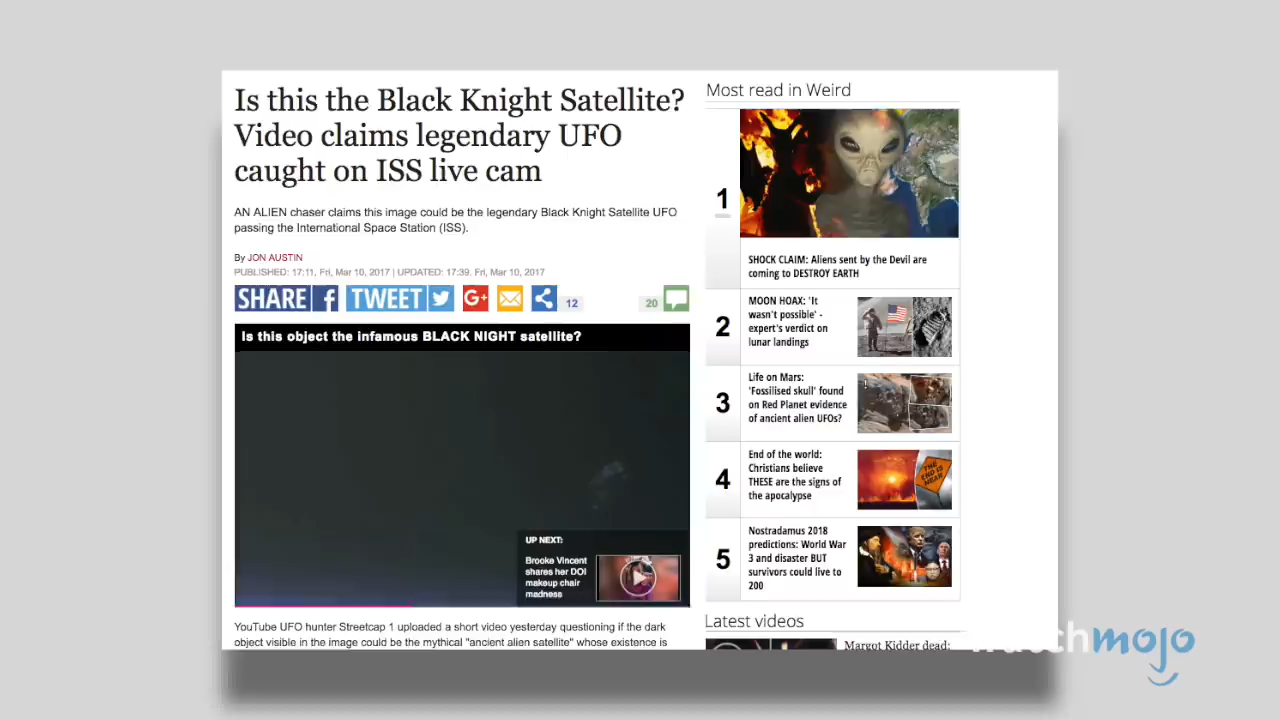 Is this the Black Knight Satellite?
Video claims legendary UFO
caught on ISS live cam
AN ALIEN chaser claims this image could be the legendary Black Knight Satellite UFO
passing the International Space Station (ISS).
By JON AUSTIN
PUBLISHED: 17:11, Fri, Mar 10, 2017 | UPDATED: 17:39, Fri, Mar 10, 2017
SHARE f TWEET G+ 12 20
Is this object the infamous BLACK NIGHT satellite?
UP NEXT:
Brooke Vincent
shares her DOI
makeup chair
madness
YouTube UFO hunter Streetcap 1 uploaded a short video yesterday questioning if the dark
object visible in the image could be the mythical "ancient alien satellite" whose existence is
Most read in Weird
1
SHOCK CLAIM: Aliens sent by the Devil are
coming to DESTROY EARTH
2
MOON HOAX: 'It
wasn't possible' -
expert's verdict on
lunar landings
3
Life on Mars:
'Fossilised skull' found
on Red Planet evidence
of ancient alien UFOs?
4
End of the world:
Christians believe
THESE are the signs of
the apocalypse
THE
END IS
NEAR
5
Nostradamus 2018
predictions: World War
3 and disaster BUT
survivors could live to
200
Latest videos
Margot Kidder dead:
watchmojo